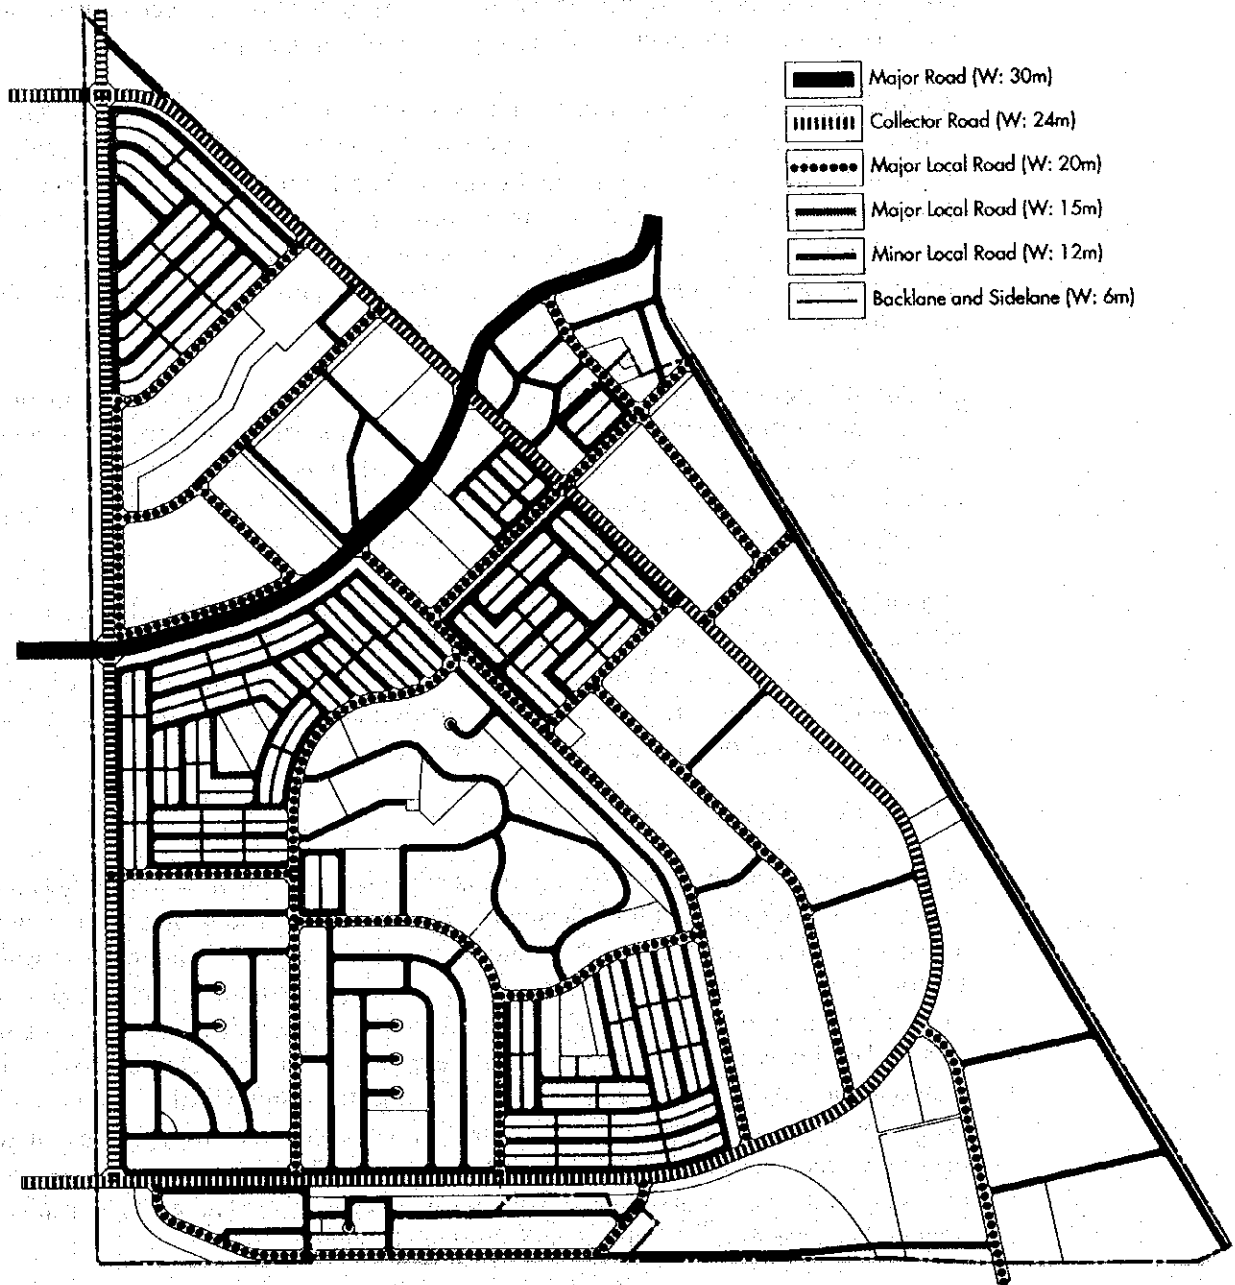 Major Road (W: 30m)
Collector Road (W: 24m)
Major Local Road (W: 20m)
Major Local Road (W: 15m)
Minor Local Road (W: 12m)
Backlane and Sidelane (W: 6m)